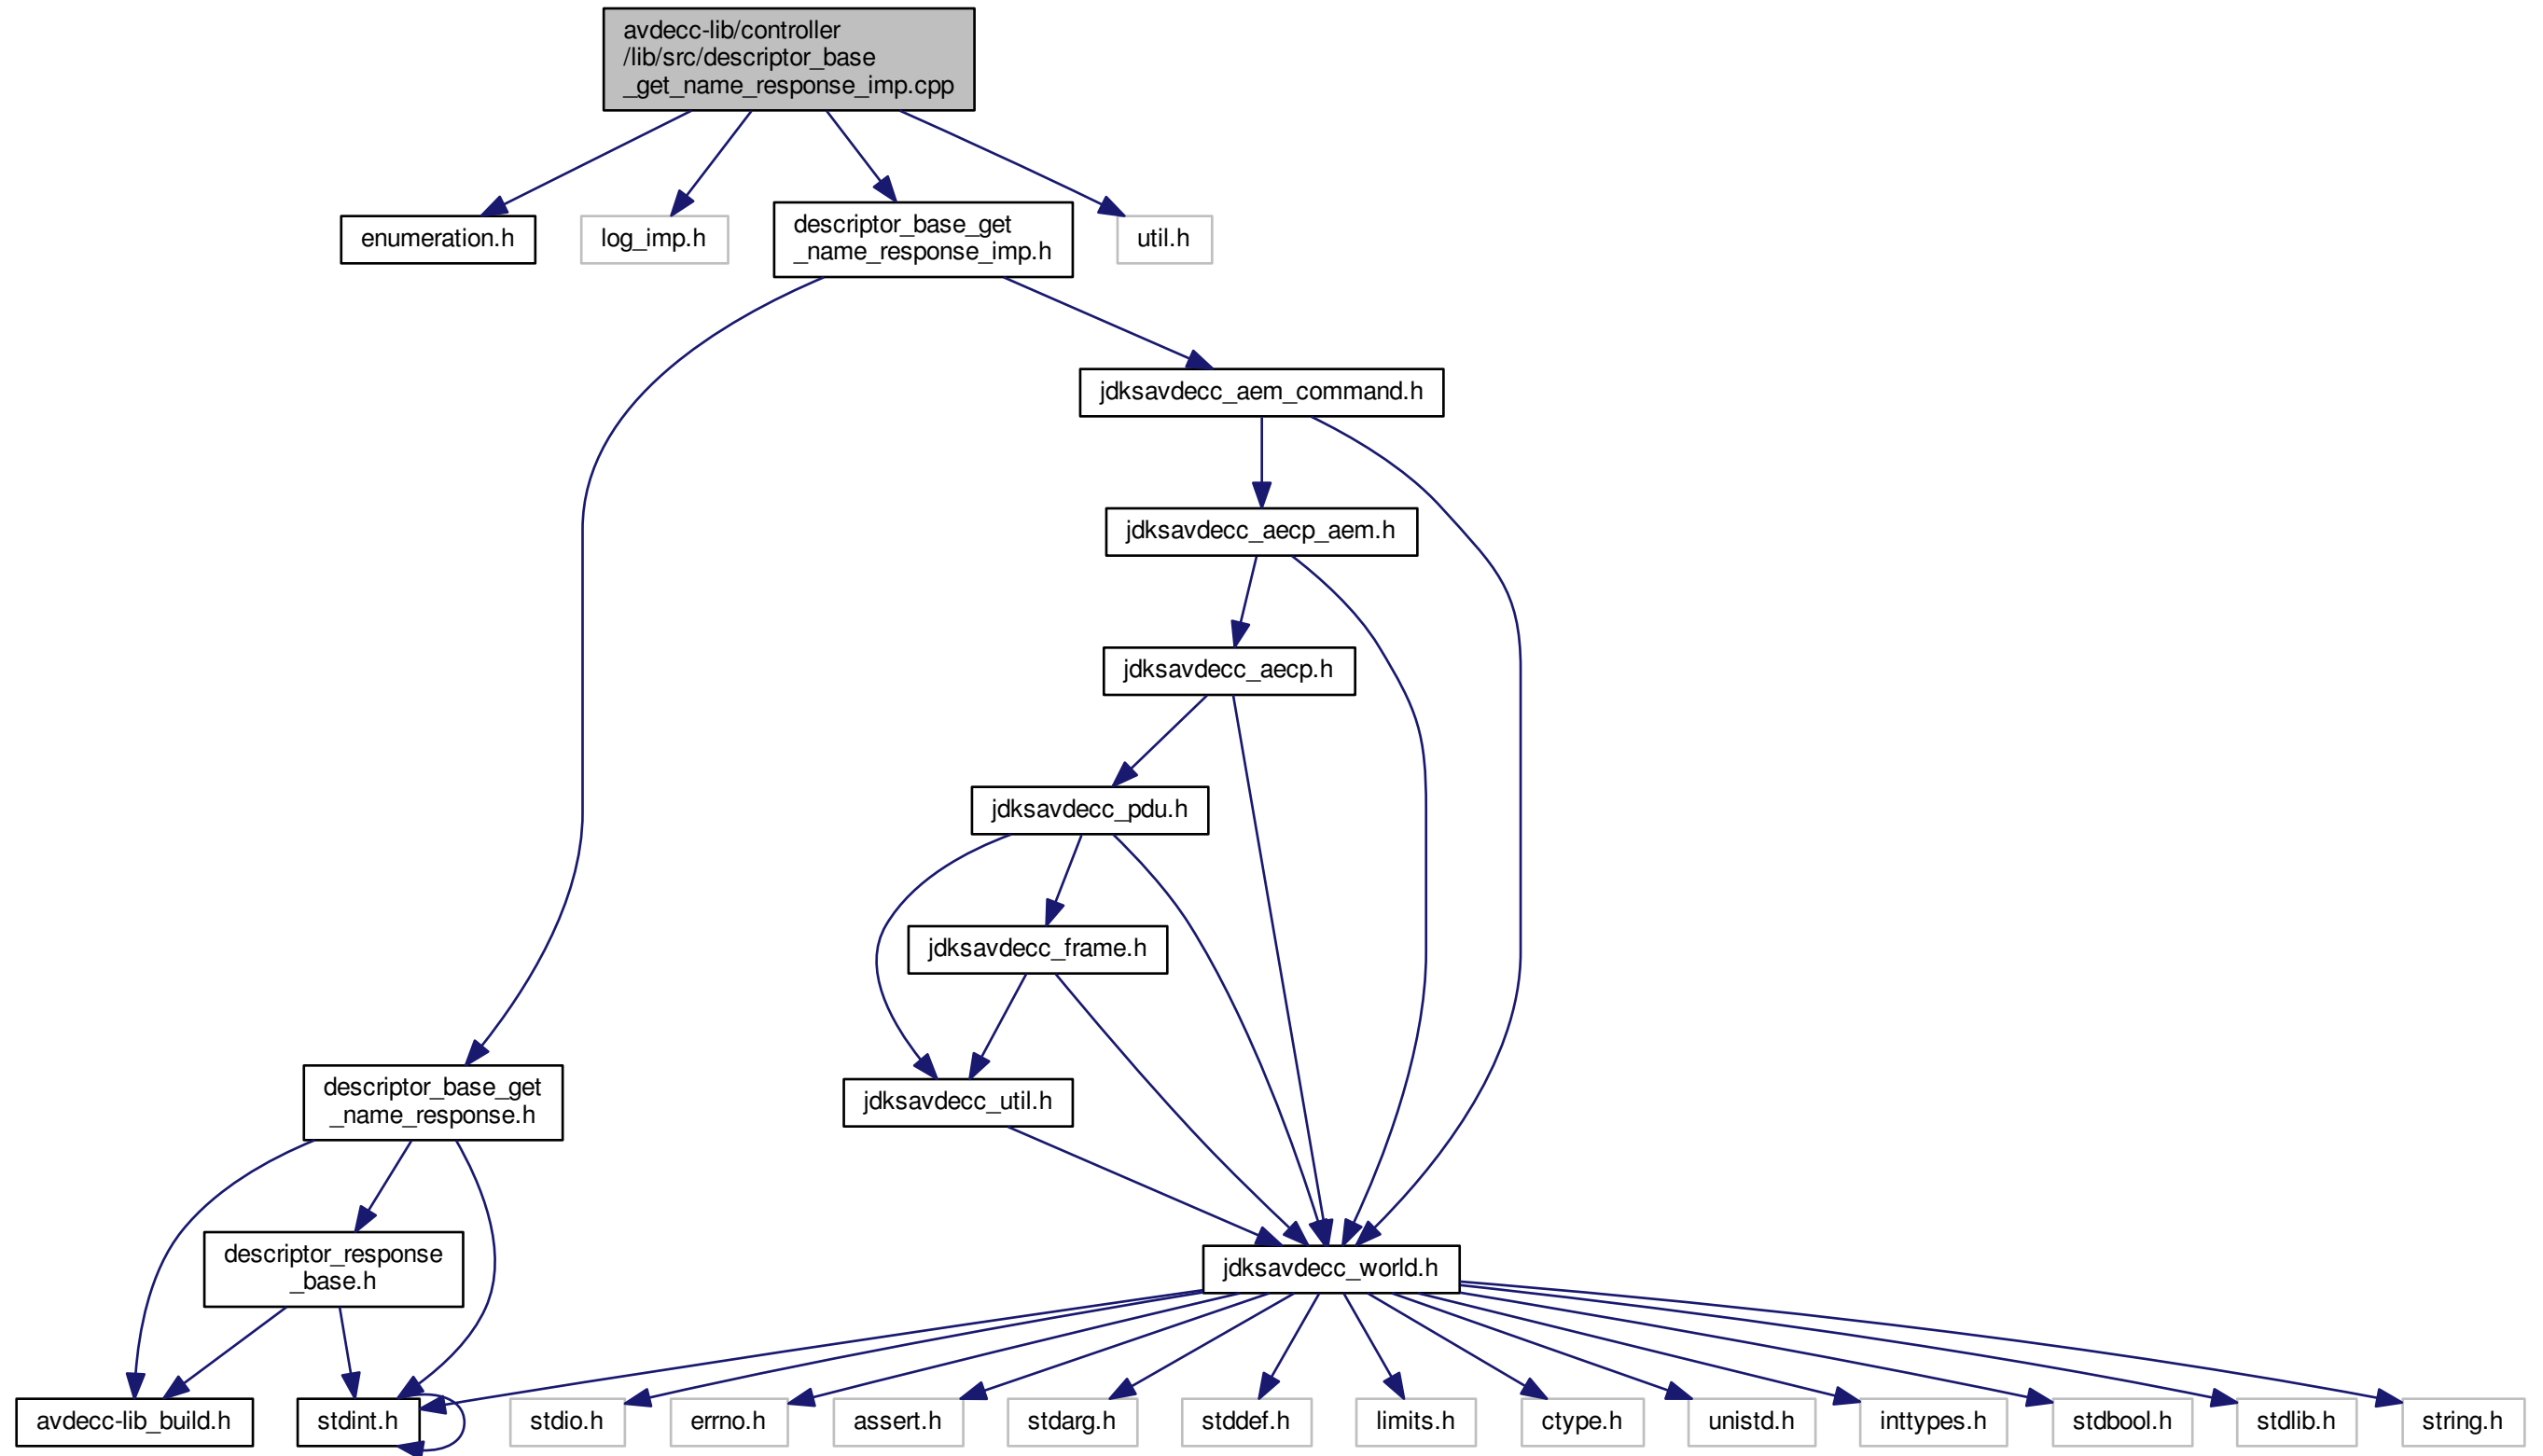 avdecc-lib/controller
/lib/src/descriptor_base
_get_name_response_imp.cpp
enumeration.h
log_imp.h
descriptor_base_get
_name_response_imp.h
util.h
jdksavdecc_aem_command.h
jdksavdecc_aecp_aem.h
jdksavdecc_aecp.h
jdksavdecc_pdu.h
jdksavdecc_frame.h
descriptor_base_get
_name_response.h
jdksavdecc_util.h
descriptor_response
_base.h
jdksavdecc_world.h
avdecc-lib_build.h
stdint.h
stdio.h
errno.h
assert.h
stdarg.h
stddef.h
limits.h
ctype.h
unistd.h
inttypes.h
stdbool.h
stdlib.h
string.h